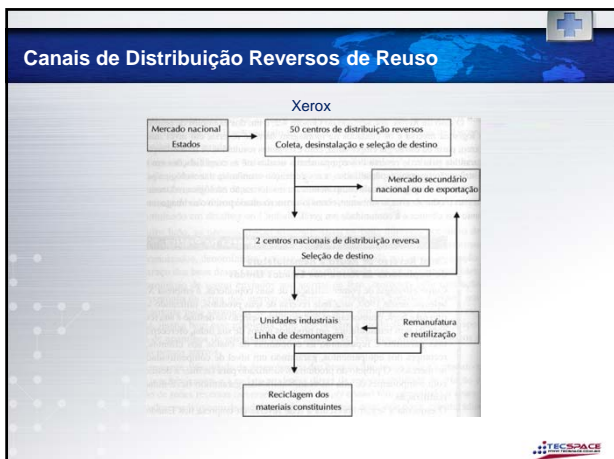 Canais de Distribuição Reversos de Reuso
Xerox
Mercado nacional
Estados
50 centros de distribuição reversos
Coleta, desinstalação e seleção de destino
Mercado secundário
nacional ou de exportação
2 centros nacionais de distribuição reversa
Seleção de destino
Unidades industriais
Linha de desmontagem
Remanufatura
e reutilização
Reciclagem dos
materiais constituintes
TECSPACE